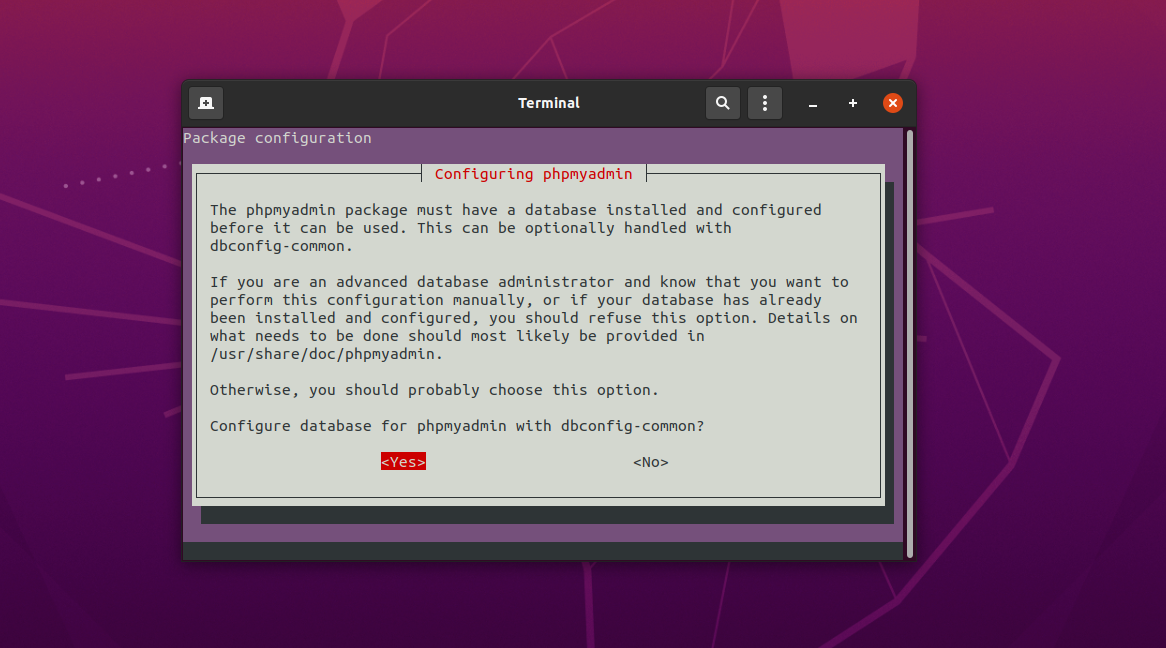 Terminal
Package configuration
Configuring phpmyadmin
The phpmyadmin package must have a database installed and configured
before it can be used. This can be optionally handled with
dbconfig-common.
If you are an advanced database administrator and know that you want to
perform this configuration manually, or if your database has already
been installed and configured, you should refuse this option. Details on
what needs to be done should most likely be provided in
/usr/share/doc/phpmyadmin.
Otherwise, you should probably choose this option.
Configure database for phpmyadmin with dbconfig-common?
<Yes> <No>